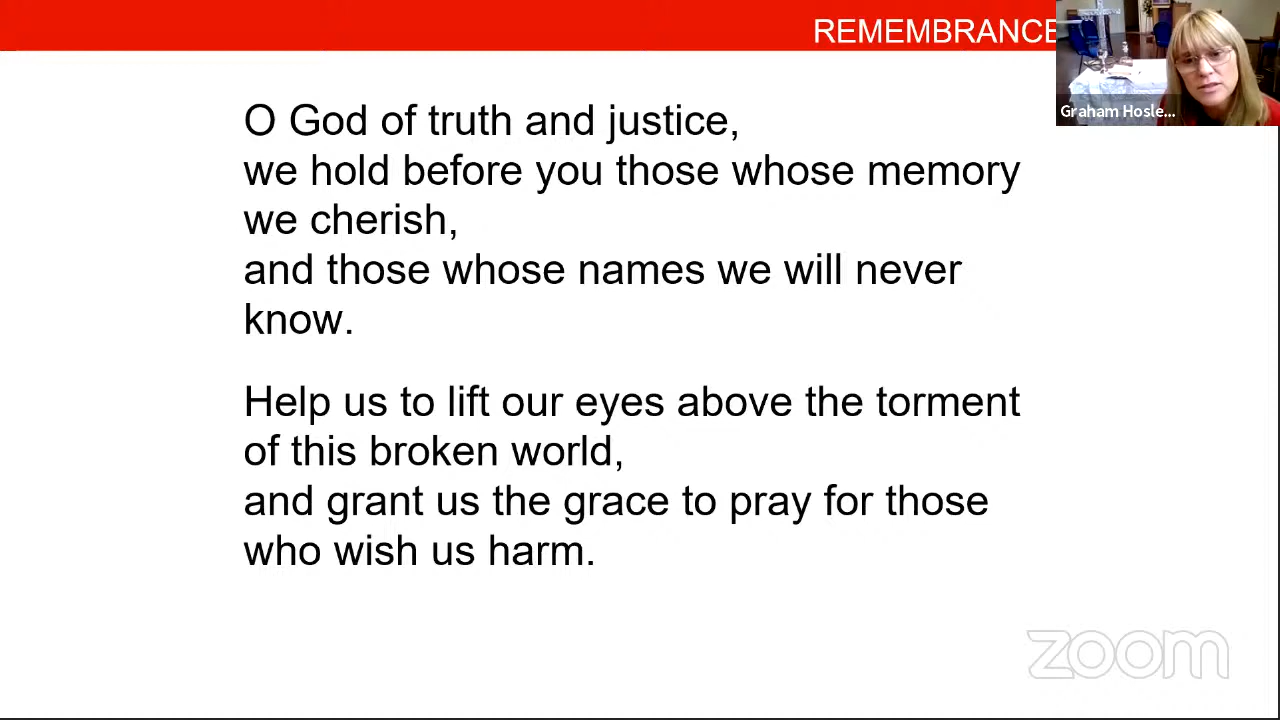 REMEMBRANCE
Graham Hosle...
O God of truth and justice,
we hold before you those whose memory
we cherish,
and those whose names we will never
know.
Help us to lift our eyes above the torment
of this broken world,
and grant us the grace to pray for those
who wish us harm.
zoom